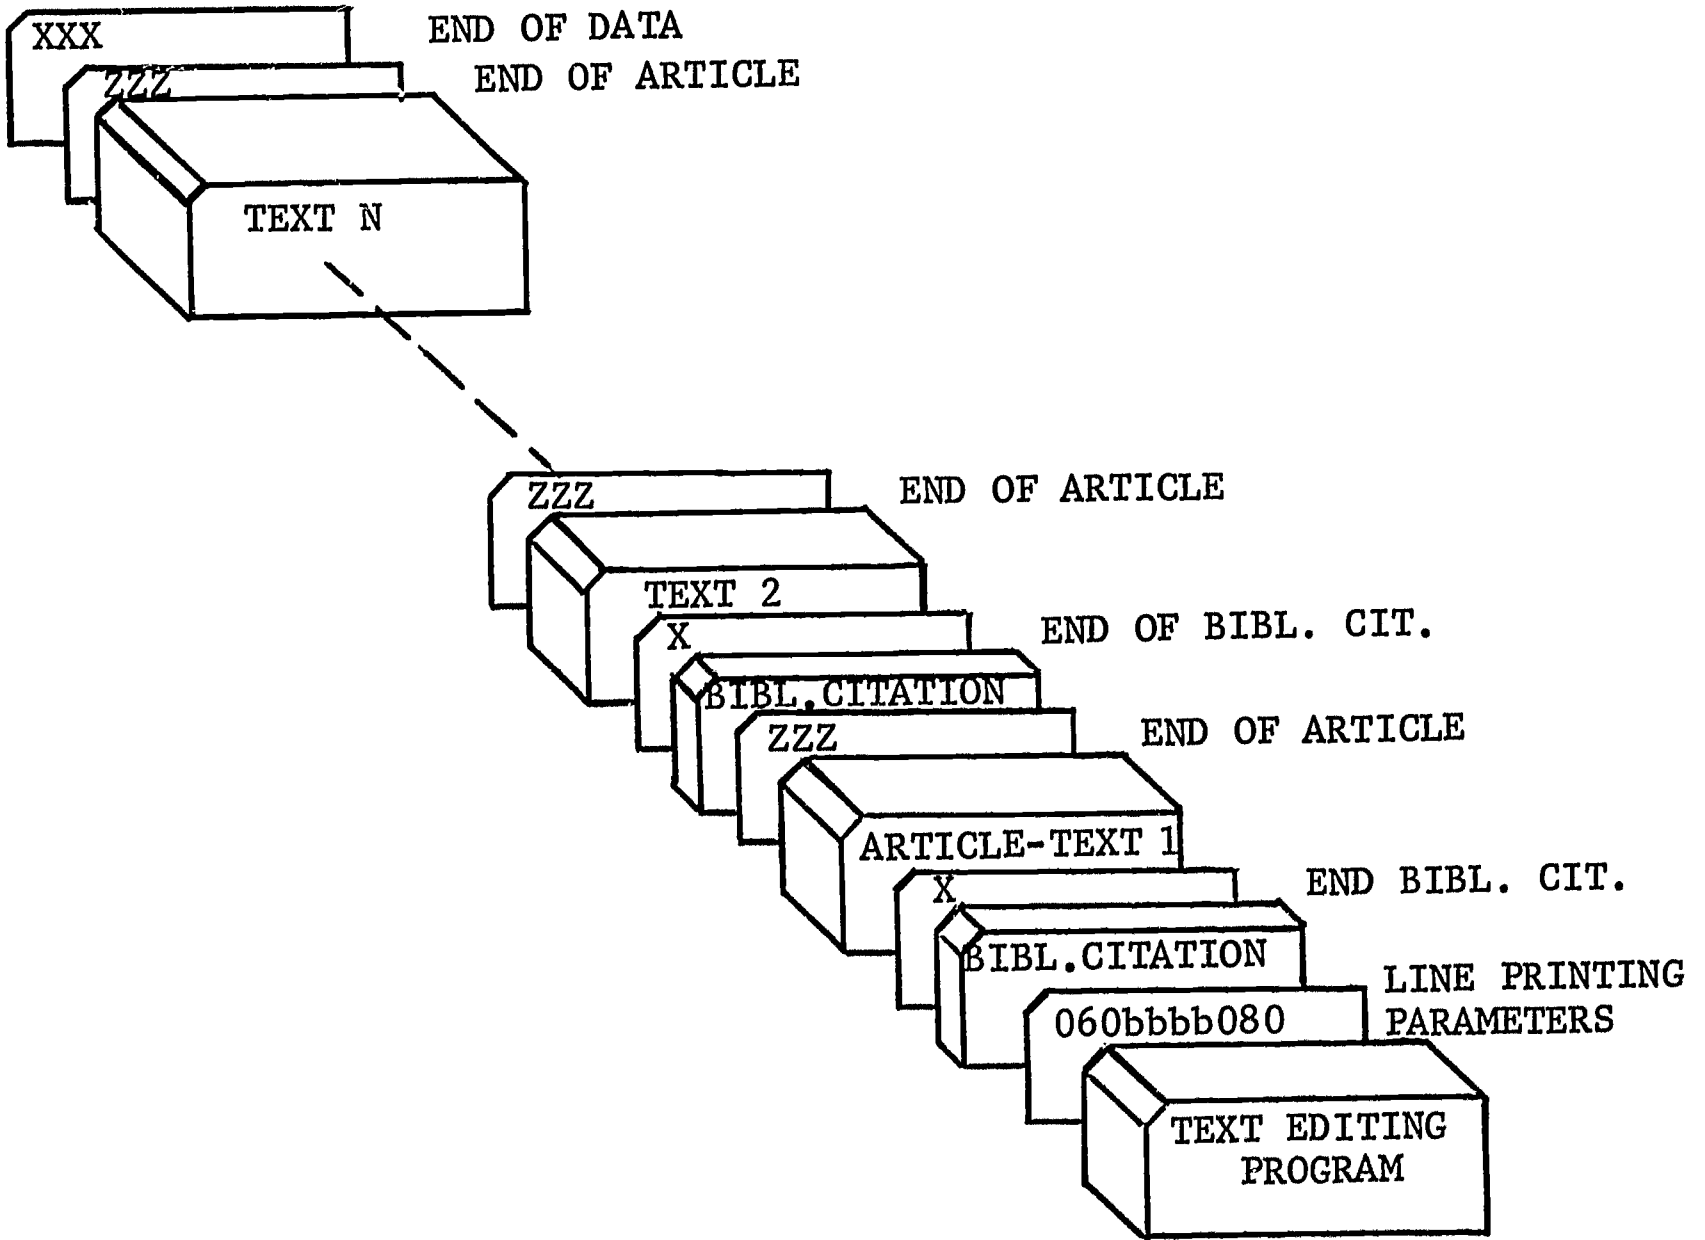 XXX END OF DATA
ZZZ END OF ARTICLE
TEXT N
ZZZ END OF ARTICLE
TEXT 2
X END OF BIBL. CIT.
BIBL.CITATION
ZZZ END OF ARTICLE
ARTICLE-TEXT 1
X END BIBL. CIT.
BIBL.CITATION
LINE PRINTING
060bbbb080 PARAMETERS
TEXT EDITING
PROGRAM